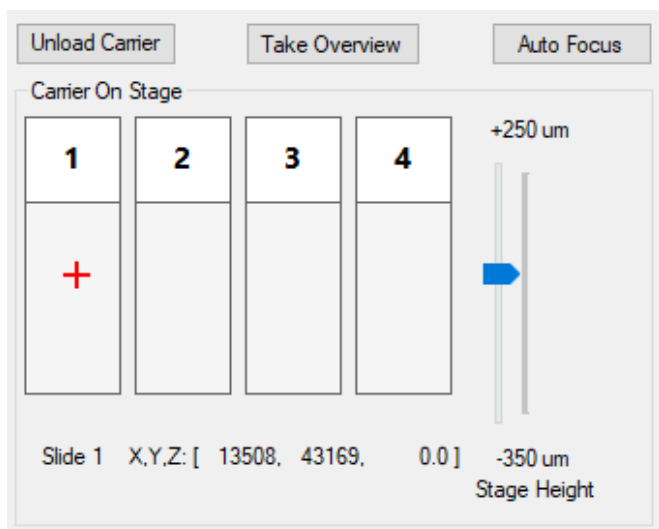 Unload Carrier Take Overview Auto Focus
Carrier On Stage
1 2 3 4
+250 um
Slide 1 X,Y,Z: [ 13508, 43169, 0.0 ]
-350 um
Stage Height